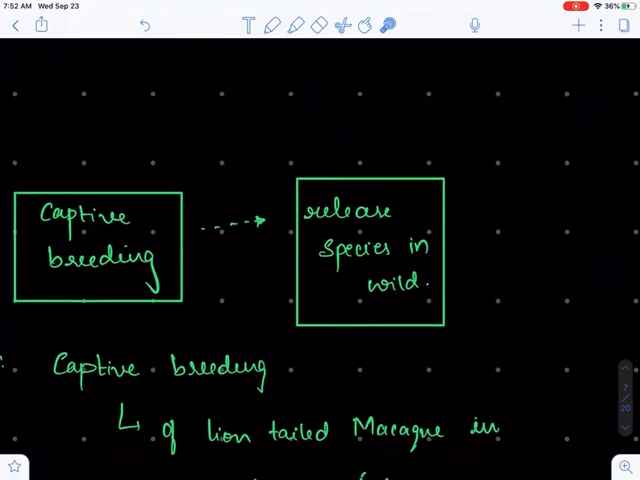 7:52 AM Wed Sep 23
36%
T
Captive
breeding
release
species in
wild.
: Captive breeding
of lion tailed Macaque in
7
/
20